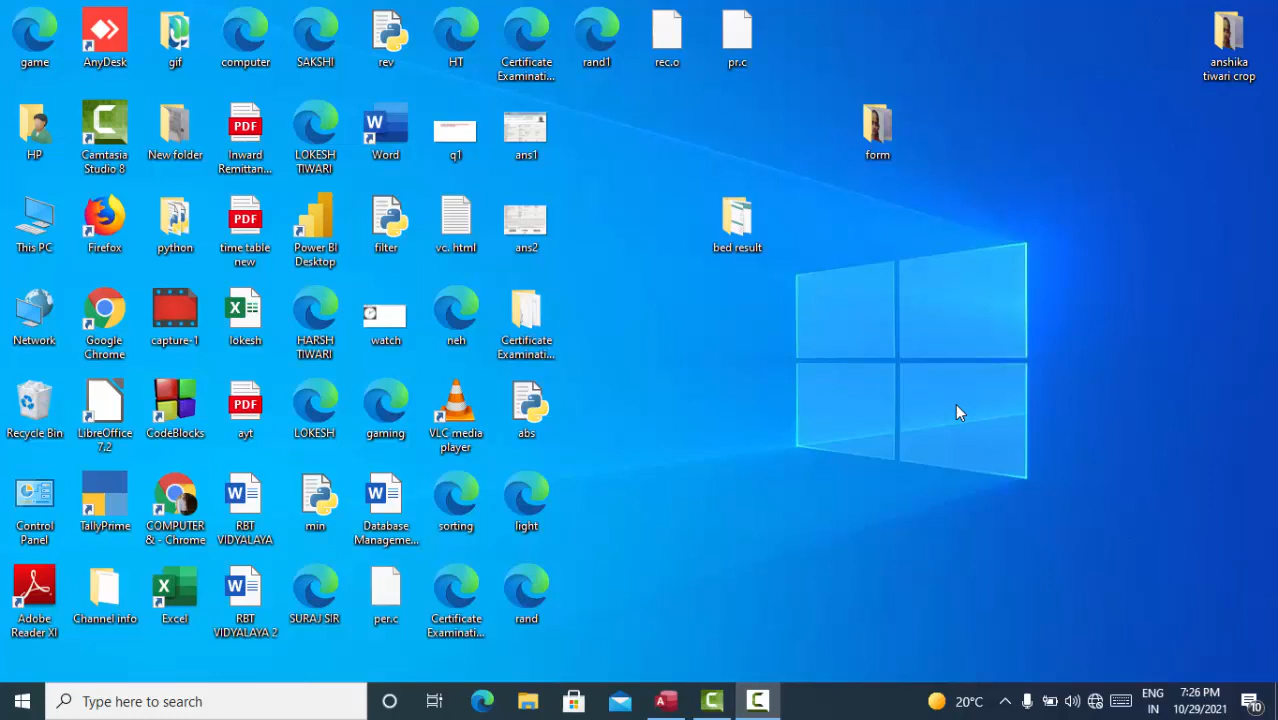 game
AnyDesk
gif
computer
SAKSHI
rev
HT
Certificate
Examinati...
rand1
rec.o
pr.c
anshika
tiwari crop
HP
Camtasia
Studio 8
New folder
PDF
Inward
Remittan...
LOKESH
TIWARI
Word
q1
ans1
form
This PC
Firefox
python
PDF
time table
new
Power BI
Desktop
filter
vc. html
ans2
bed result
Network
Google
Chrome
capture-1
lokesh
HARSH
TIWARI
watch
neh
Certificate
Examinati...
Recycle Bin
LibreOffice
7.2
CodeBlocks
PDF
ayt
LOKESH
gaming
VLC media
player
abs
Control
Panel
TallyPrime
COMPUTER
& - Chrome
RBT
VIDYALAYA
min
Database
Manageme...
sorting
light
Adobe
Reader XI
Channel info
Excel
RBT
VIDYALAYA 2
SURAJ SIR
per.c
Certificate
Examinati...
rand
Type here to search
20°C
ENG
IN
7:26 PM
10/29/2021
10